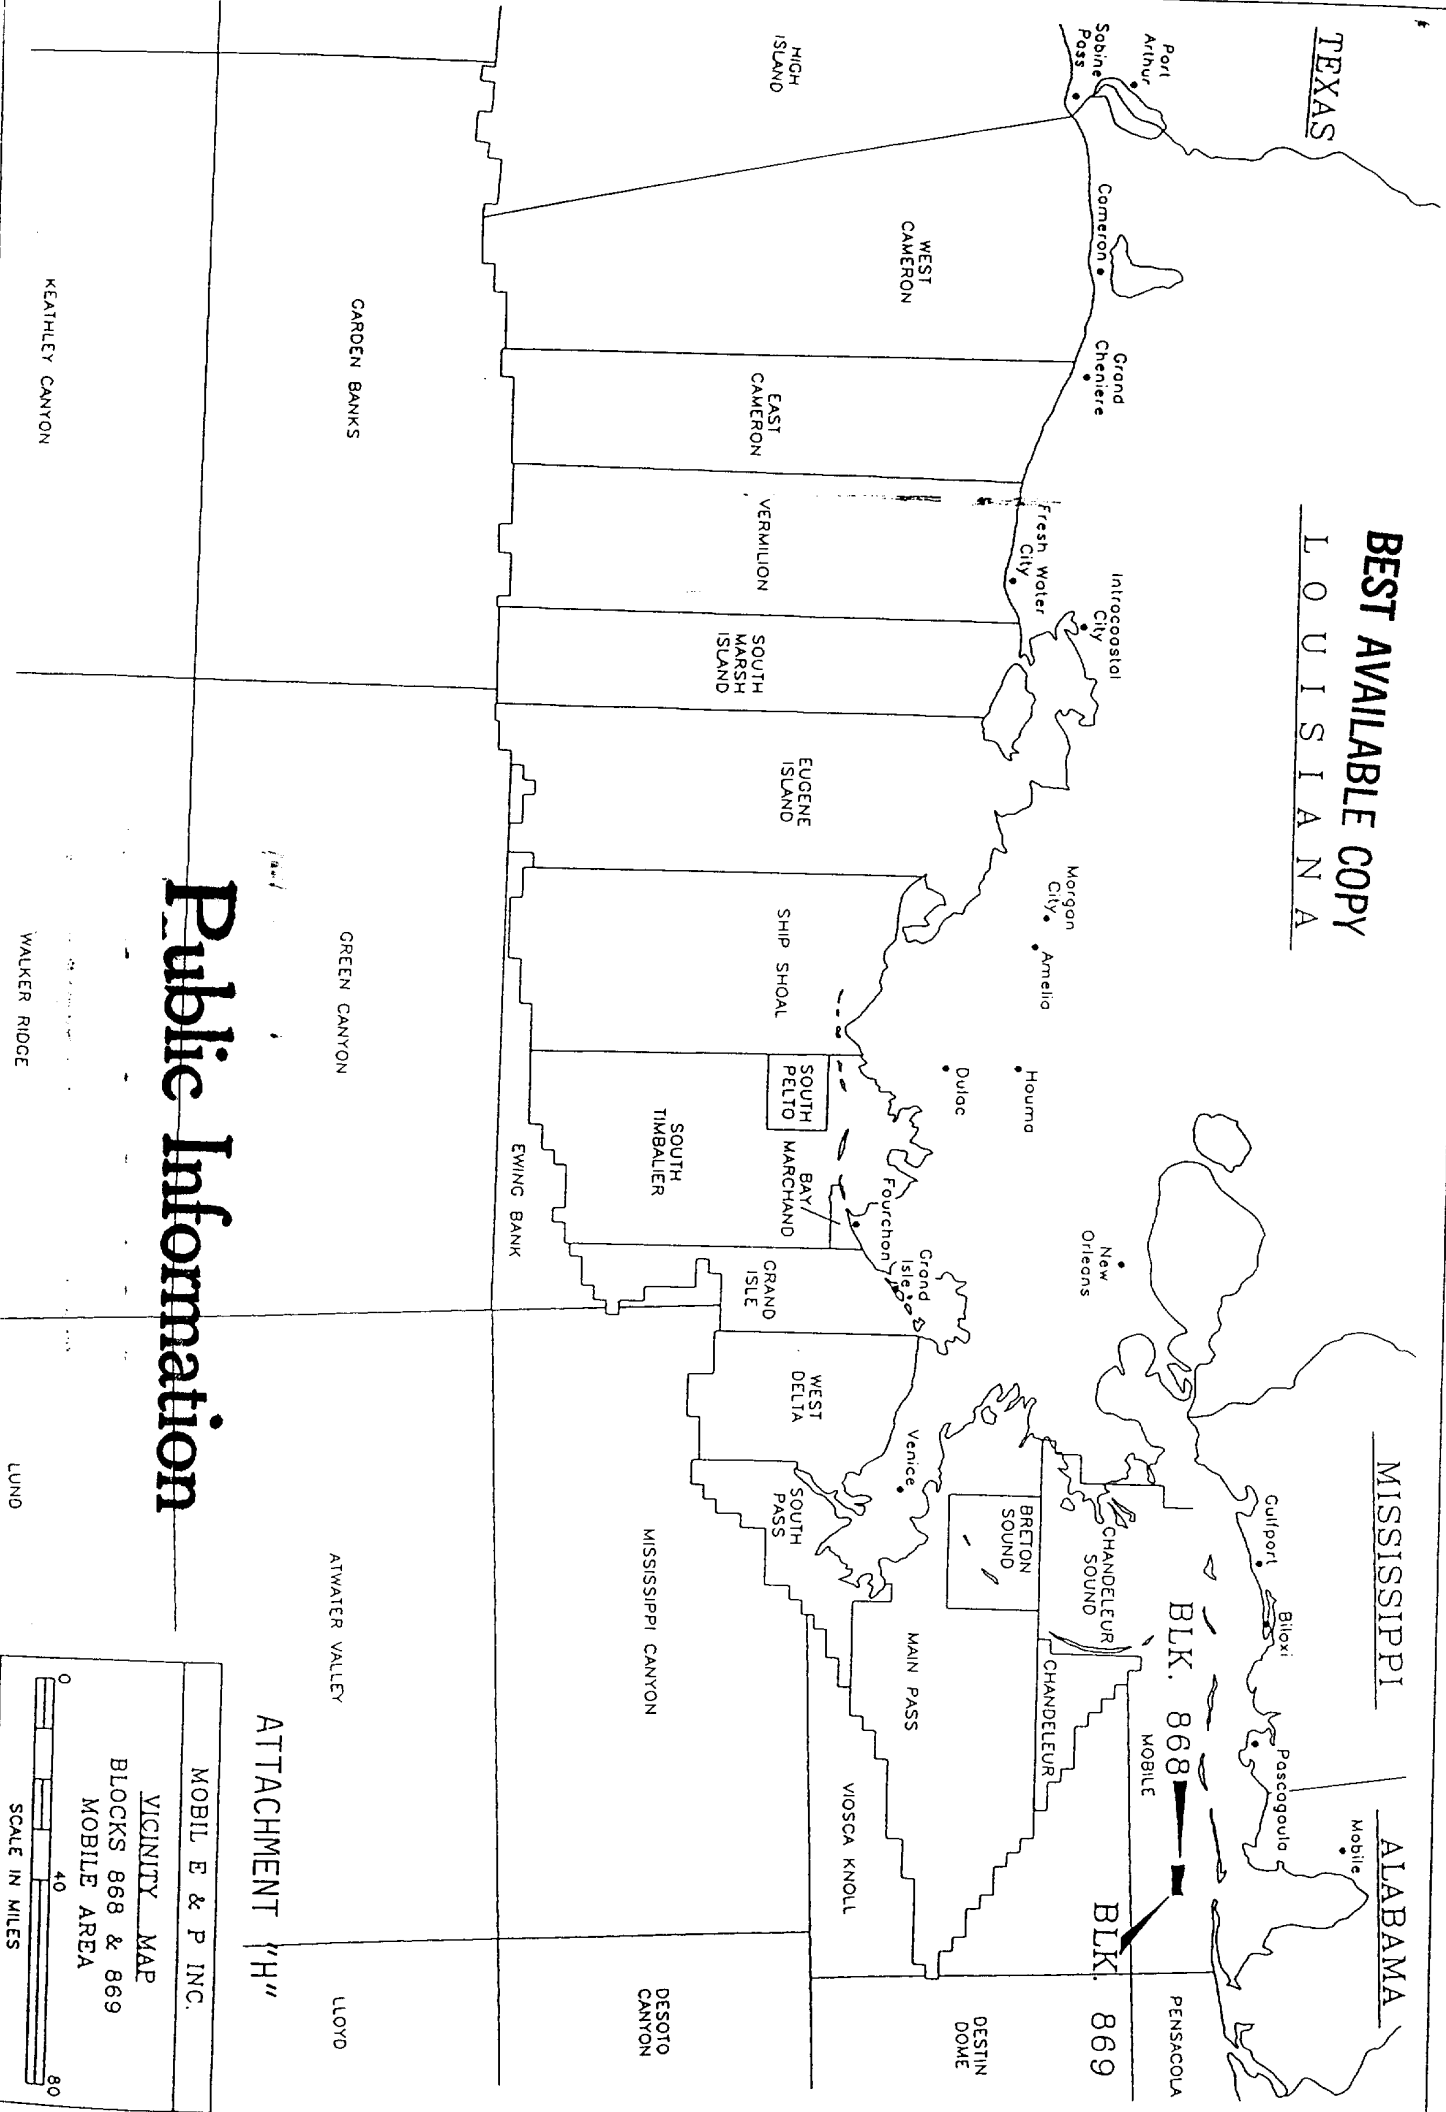 BEST AVAILABLE COPY
TEXAS
LOUISIANA
MISSISSIPPI
ALABAMA
Port
Arthur
Sabine
Pass
Cameron
Grand
Cheniere
Fresh Water
City
Introcoastal
City
Morgan
City
Amelia
Houma
Dulac
New
Orleans
Fourchon
Grand
Isle
Venice
Gulfport
Biloxi
Pascagoula
Mobile
BLK. 868
BLK. 869
MOBILE
PENSACOLA
HIGH
ISLAND
WEST
CAMERON
EAST
CAMERON
VERMILION
SOUTH
MARSH
ISLAND
EUGENE
ISLAND
SHIP SHOAL
SOUTH
PELTO
BAY
MARCHAND
SOUTH
TIMBALIER
GRAND
ISLE
WEST
DELTA
SOUTH
PASS
BRETON
SOUND
CHANDELEUR
SOUND
CHANDELEUR
MAIN PASS
VIOSCA KNOLL
DESTIN
DOME
EWING BANK
MISSISSIPPI CANYON
DESOTO
CANYON
GARDEN BANKS
GREEN CANYON
ATWATER VALLEY
LLOYD
KEATHLEY CANYON
WALKER RIDGE
LUND
Public Information
ATTACHMENT "H"
MOBIL E & P INC.
VICINITY MAP
BLOCKS 868 & 869
MOBILE AREA
0 40 80
SCALE IN MILES